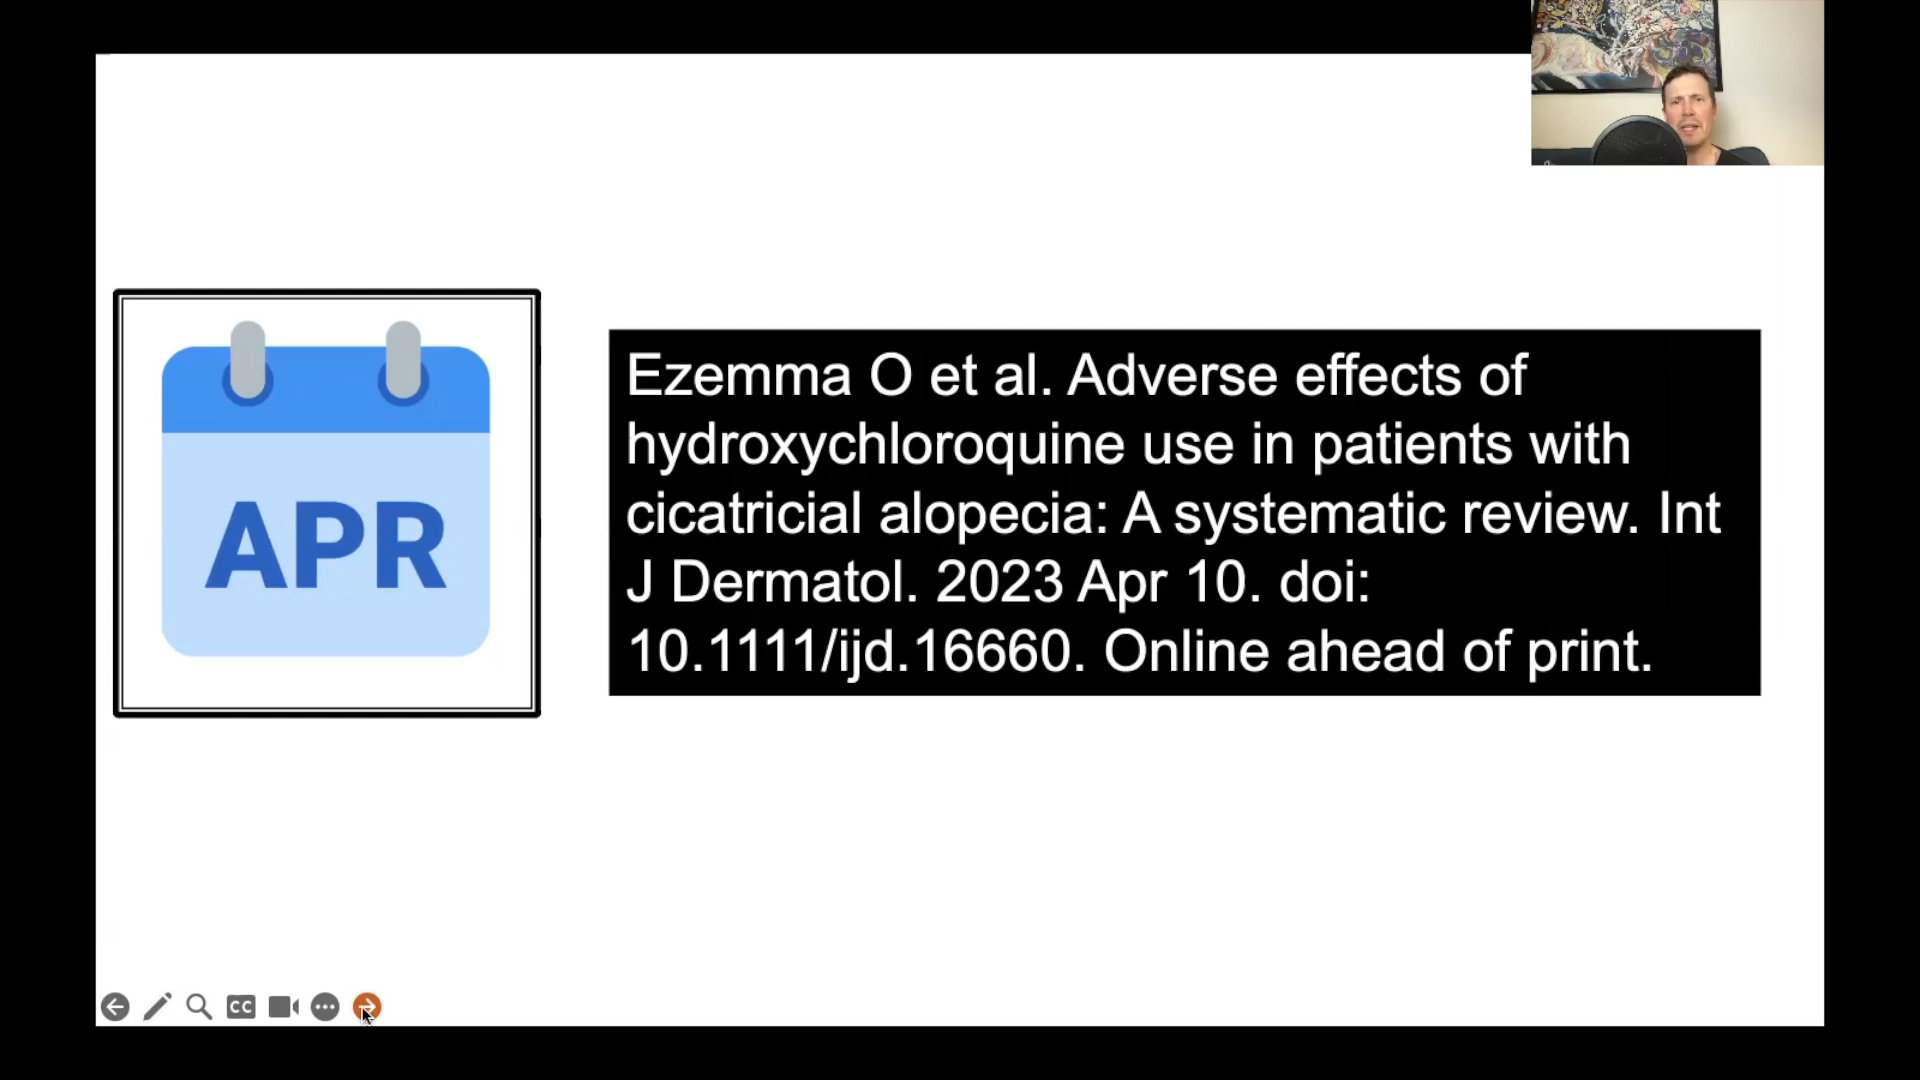 APR
Ezemma O et al. Adverse effects of
hydroxychloroquine use in patients with
cicatricial alopecia: A systematic review. Int
J Dermatol. 2023 Apr 10. doi:
10.1111/ijd.16660. Online ahead of print.
CC